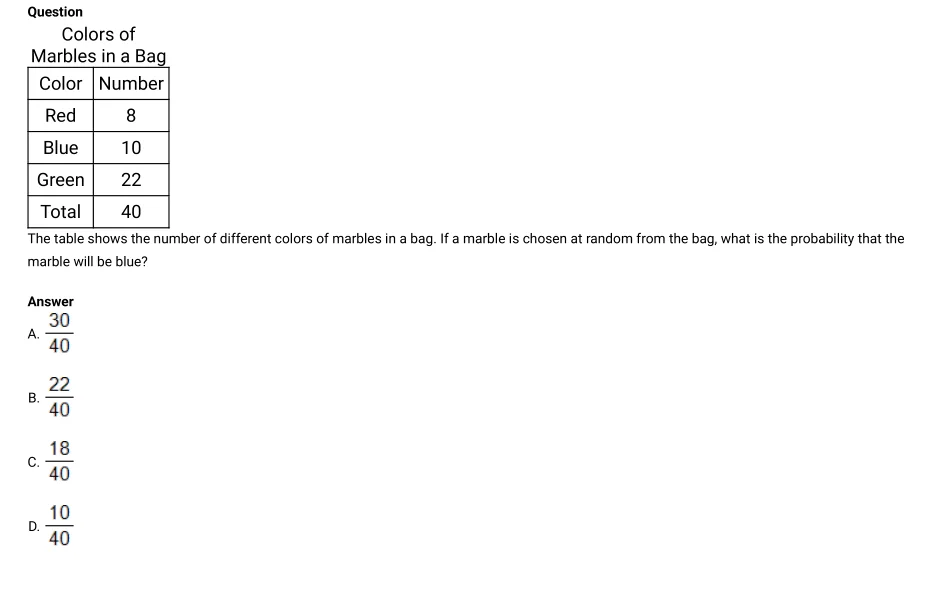 Question
Colors of
Marbles in a Bag
Color Number
Red 8
Blue 10
Green 22
Total 40
The table shows the number of different colors of marbles in a bag. If a marble is chosen at random from the bag, what is the probability that the
marble will be blue?
Answer
A. 30/40
B. 22/40
C. 18/40
D. 10/40